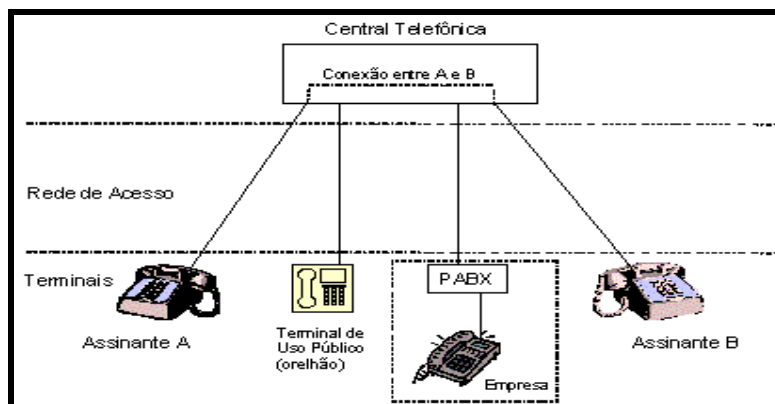 Central Telefônica
Conexão entre A e B
Rede de Acesso
Terminais
PABX
Assinante A
Terminal de
Uso Público
(orelhão)
Empresa
Assinante B